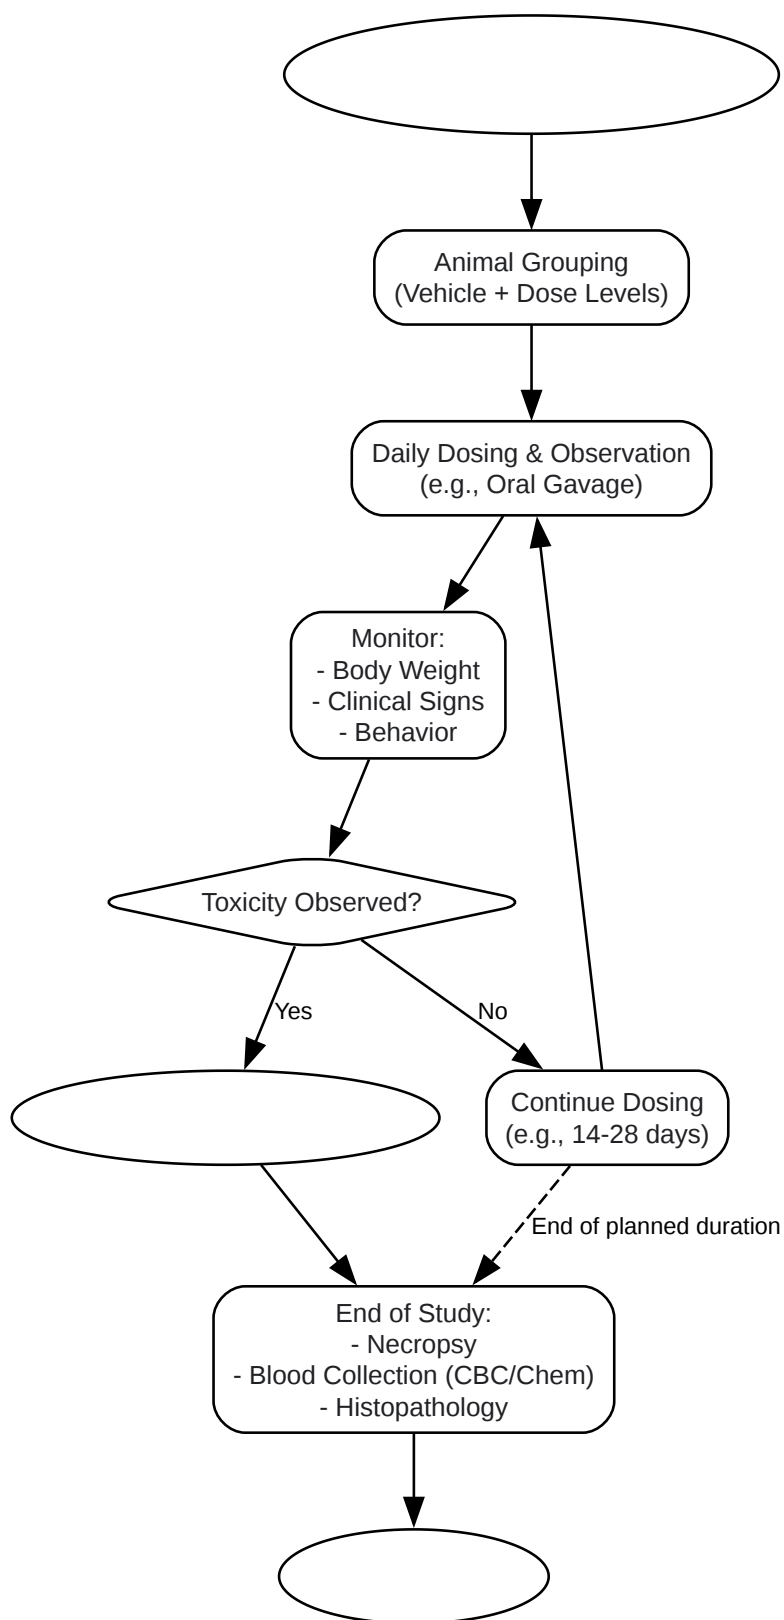 Animal Grouping
(Vehicle + Dose Levels)
Daily Dosing & Observation
(e.g., Oral Gavage)
Monitor:
- Body Weight
- Clinical Signs
- Behavior
Toxicity Observed?
Yes
No
Continue Dosing
(e.g., 14-28 days)
End of planned duration
End of Study:
- Necropsy
- Blood Collection (CBC/Chem)
- Histopathology